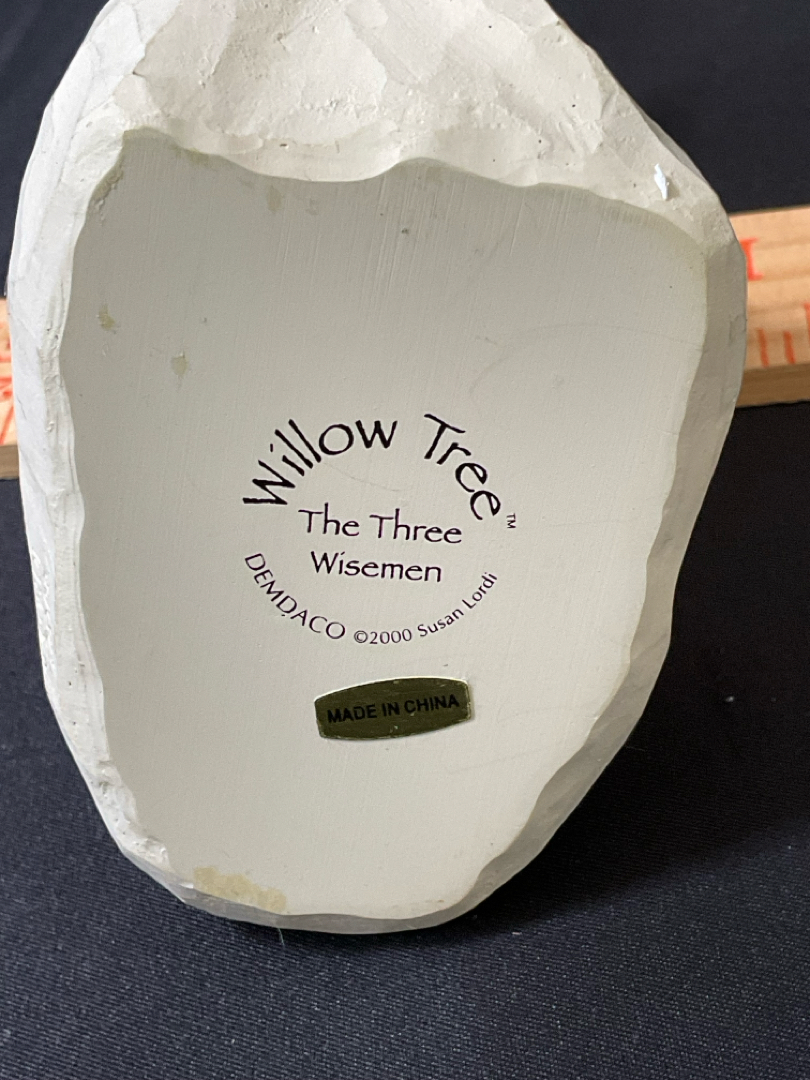 Willow Tree™
The Three
Wisemen
DEMDACO ©2000 Susan Lordi
MADE IN CHINA